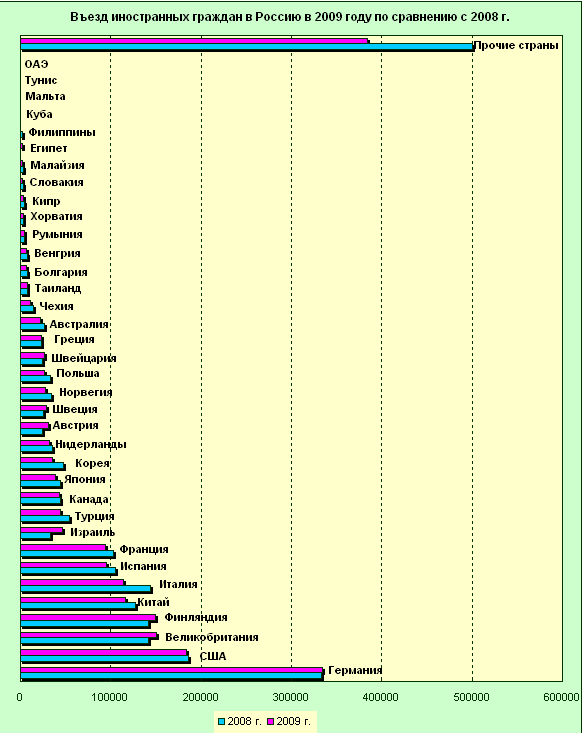 Въезд иностранных граждан в Россию в 2009 году по сравнению с 2008 г.
Прочие страны
ОАЭ
Тунис
Мальта
Куба
Филиппины
Египет
Малайзия
Словакия
Кипр
Хорватия
Румыния
Венгрия
Болгария
Таиланд
Чехия
Австралия
Греция
Швейцария
Польша
Норвегия
Швеция
Австрия
Нидерланды
Корея
Япония
Канада
Турция
Израиль
Франция
Испания
Италия
Китай
Финляндия
Великобритания
США
Германия
0 100000 200000 300000 400000 500000 600000
2008 г. 2009 г.